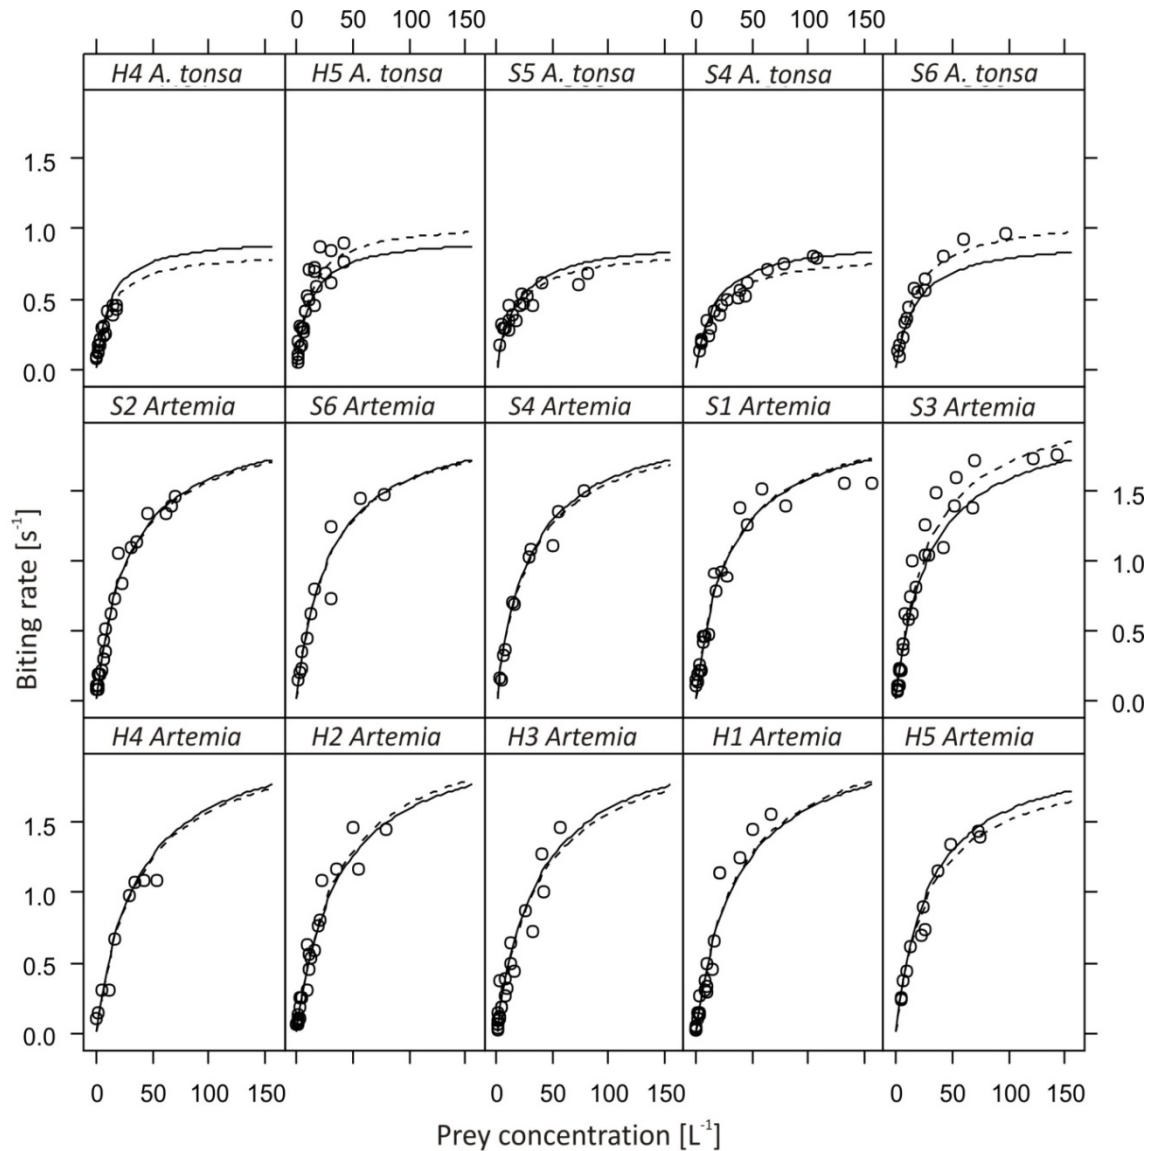 0 50 100 150 0 50 100 150
H4 A. tonsa H5 A. tonsa S5 A. tonsa S4 A. tonsa S6 A. tonsa
1.5
1.0
0.5
0.0
S2 Artemia S6 Artemia S4 Artemia S1 Artemia S3 Artemia
1.5
1.0
0.5
0.0
Biting rate [s⁻¹]
H4 Artemia H2 Artemia H3 Artemia H1 Artemia H5 Artemia
1.5
1.0
0.5
0.0
0 50 100 150 0 50 100 150 0 50 100 150
Prey concentration [L⁻¹]